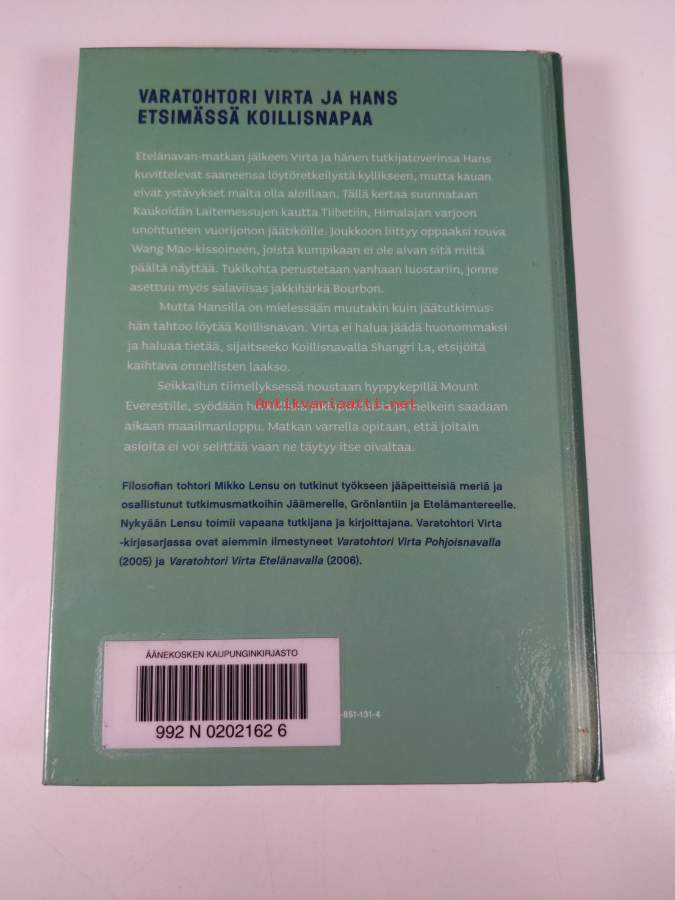 VARATOHTORI VIRTA JA HANS
ETSIMÄSSÄ KOILLISNAPAA
Etelänavan-matkan jälkeen Virta ja hänen tutkijatoverinsa Hans
kuvittelevat saaneensa löytöretkeilystä kyllikseen, mutta kauan
eivät ystävykset malta olla aloillaan. Tällä kertaa suunnataan
Kaukoidän Laitemessujen kautta Tiibetiin, Himalajan varjoon
unohtuneen vuorijonon jäätiköille. Joukkoon liittyy oppaaksi rouva
Wang Mao-kissoineen, joista kumpikaan ei ole aivan sitä miltä
päältä näyttää. Tukikohta perustetaan vanhaan luostariin, jonne
asettuu myös salaviisas jakkihärkä Bourbon.
Mutta Hansilla on mielessään muutakin kuin jäätutkimus:
hän tahtoo löytää Koillisnavan. Virta ei halua jäädä huonommaksi
ja haluaa tietää, sijaitseeko Koillisnavalla Shangri La, etsijöitä
kaihtava onnellisten laakso.
Seikkailun tiimellyksessä noustaan hyppykepillä Mount
Everestille, syödään melkein saadaan
Antikvariaatti.net
aikaan maailmanloppu. Matkan varrella opitaan, että joitain
asioita ei voi selittää vaan ne täytyy itse oivaltaa.
Filosofian tohtori Mikko Lensu on tutkinut työkseen jääpeitteisiä meriä ja
osallistunut tutkimusmatkoihin Jäämerelle, Grönlantiin ja Etelämantereelle.
Nykyään Lensu toimii vapaana tutkijana ja kirjoittajana. Varatohtori Virta
-kirjasarjassa ovat aiemmin ilmestyneet Varatohtori Virta Pohjoisnavalla
(2005) ja Varatohtori Virta Etelänavalla (2006).
ÄÄNEKOSKEN KAUPUNGINKIRJASTO
-851-131-4
992 N 0202162 6